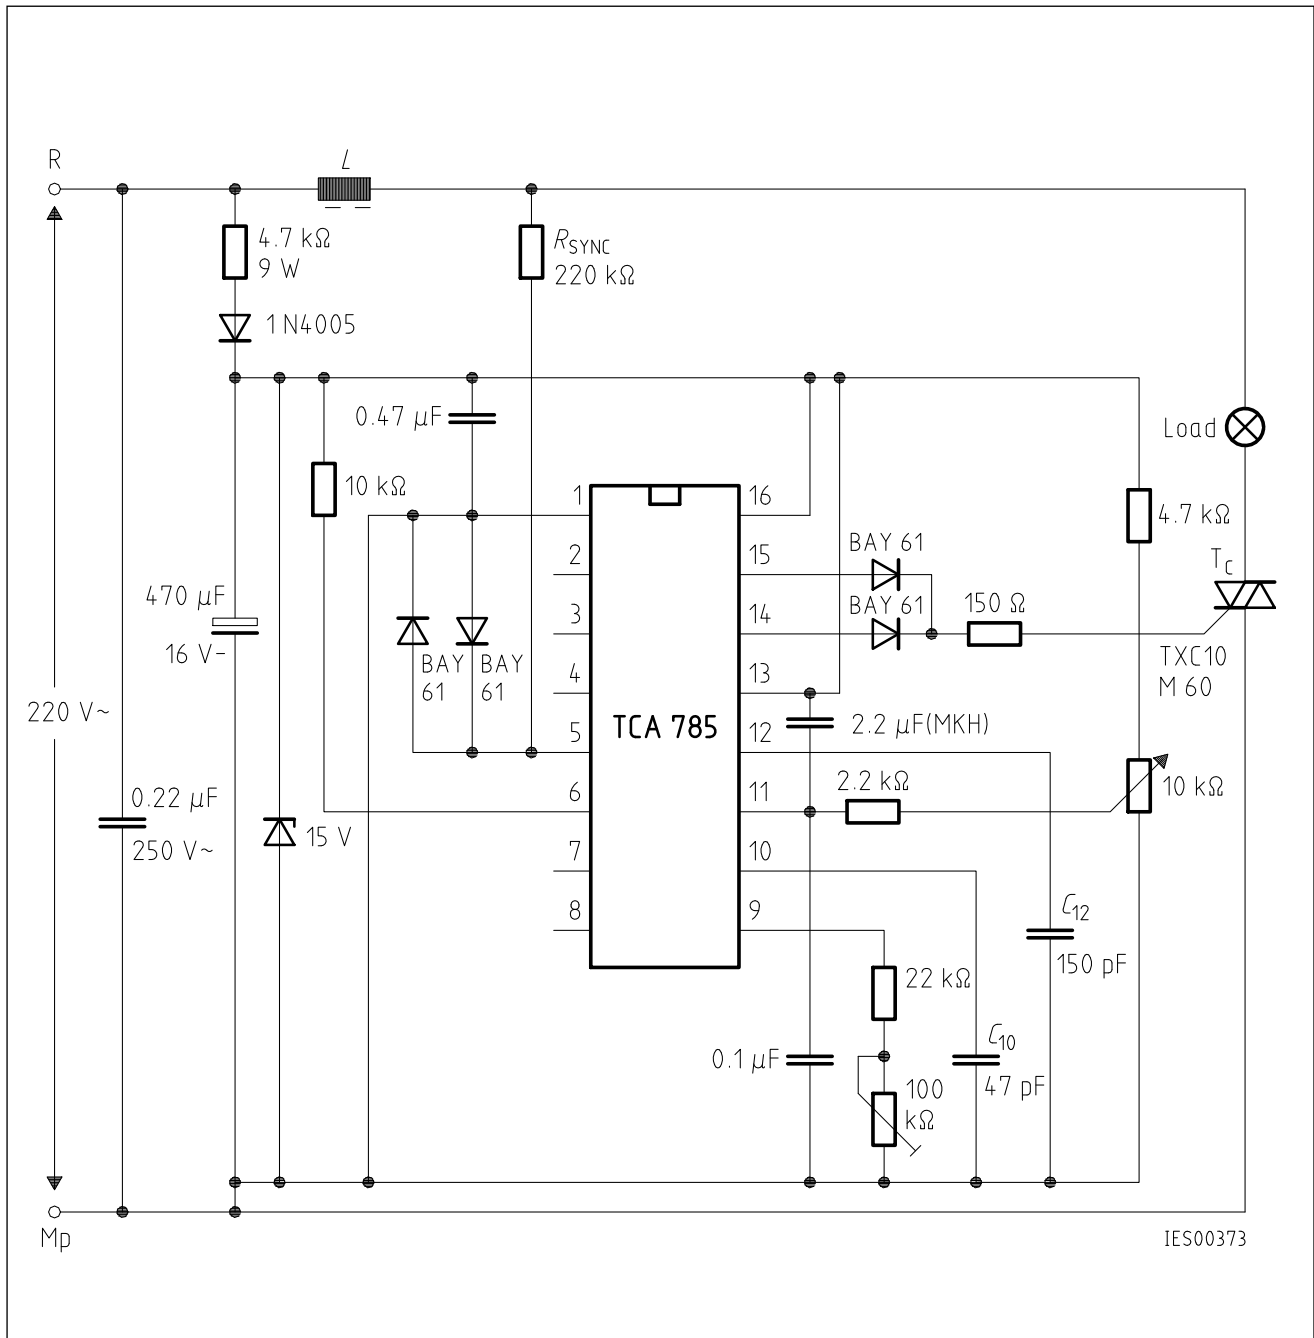 R
L
4.7 kΩ
9 W
R SYNC
220 kΩ
1N4005
0.47 µF
Load
10 kΩ
1
16
4.7 kΩ
2
15
BAY 61
T C
470 µF
3
14
BAY 61
150 Ω
16 V-
BAY
61
BAY
61
4
13
TXC10
M 60
220 V~
TCA 785
2.2 µF(MKH)
5
12
0.22 µF
250 V~
15 V
6
11
2.2 kΩ
10 kΩ
7
10
8
9
C12
150 pF
22 kΩ
0.1 µF
100
kΩ
C10
47 pF
Mp
IES00373